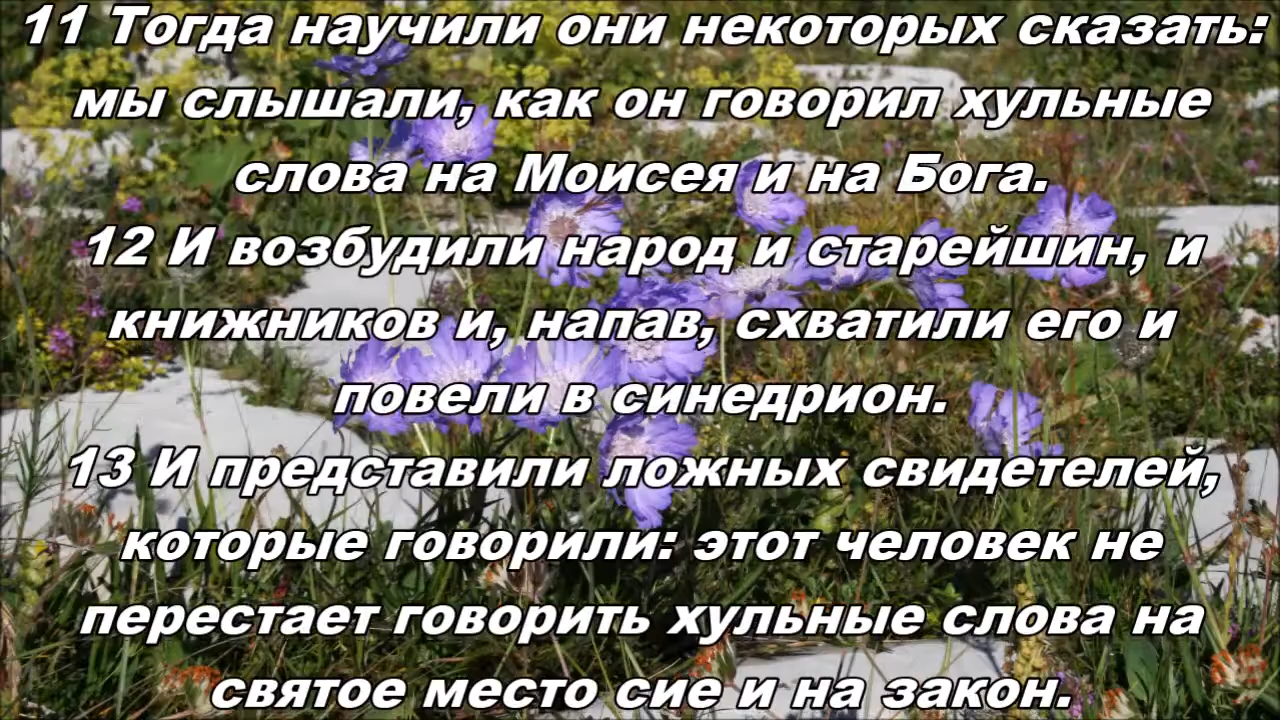 11 Тогда научили они некоторых сказать:
мы слышали, как он говорил хульные
слова на Моисея и на Бога.
12 И возбудили народ и старейшин, и
книжников и, напав, схватили его и
повели в синедрион.
13 И представили ложных свидетелей,
которые говорили: этот человек не
перестает говорить хульные слова на
святое место сие и на закон.